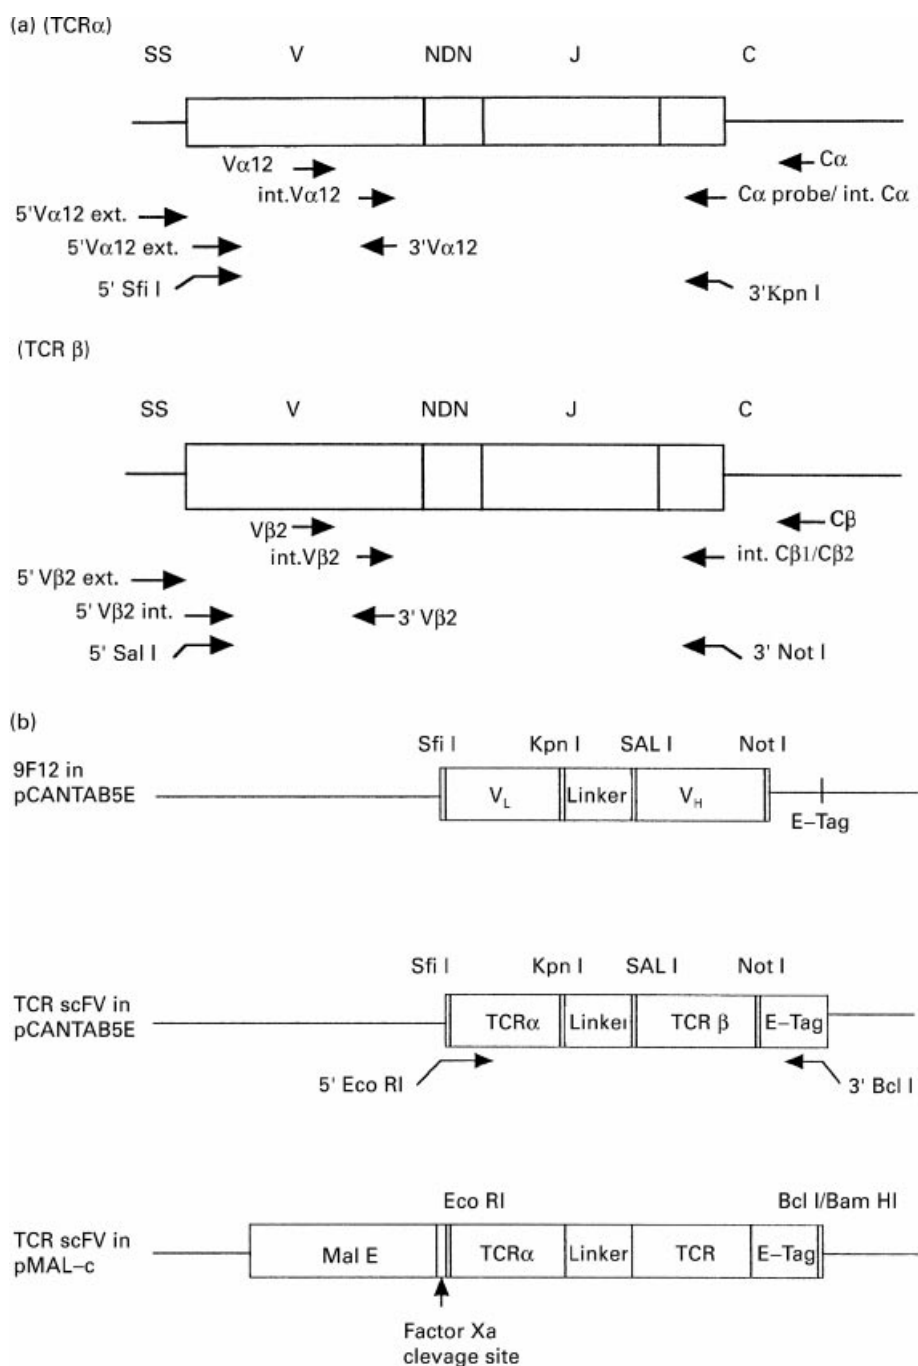 (a) (TCRα)
SS V NDN J C
Vα12
Cα
int.Vα12
Cα probe/ int. Cα
5'Vα12 ext.
5'Vα12 ext.
3'Vα12
5' Sfi I
3'Kpn I
(TCR β)
SS V NDN J C
Vβ2
Cβ
int.Vβ2
int. Cβ1/Cβ2
5' Vβ2 ext.
5' Vβ2 int.
3' Vβ2
5' Sal I
3' Not I
(b)
Sfi I Kpn I SAL I Not I
9F12 in
pCANTAB5E
VL Linker VH
E–Tag
Sfi I Kpn I SAL I Not I
TCR scFV in
pCANTAB5E
TCRα Linker TCR β E–Tag
5' Eco RI
3' Bcl I
Eco RI Bcl I/Bam HI
TCR scFV in
pMAL–c
Mal E TCRα Linker TCR E–Tag
Factor Xa
clevage site